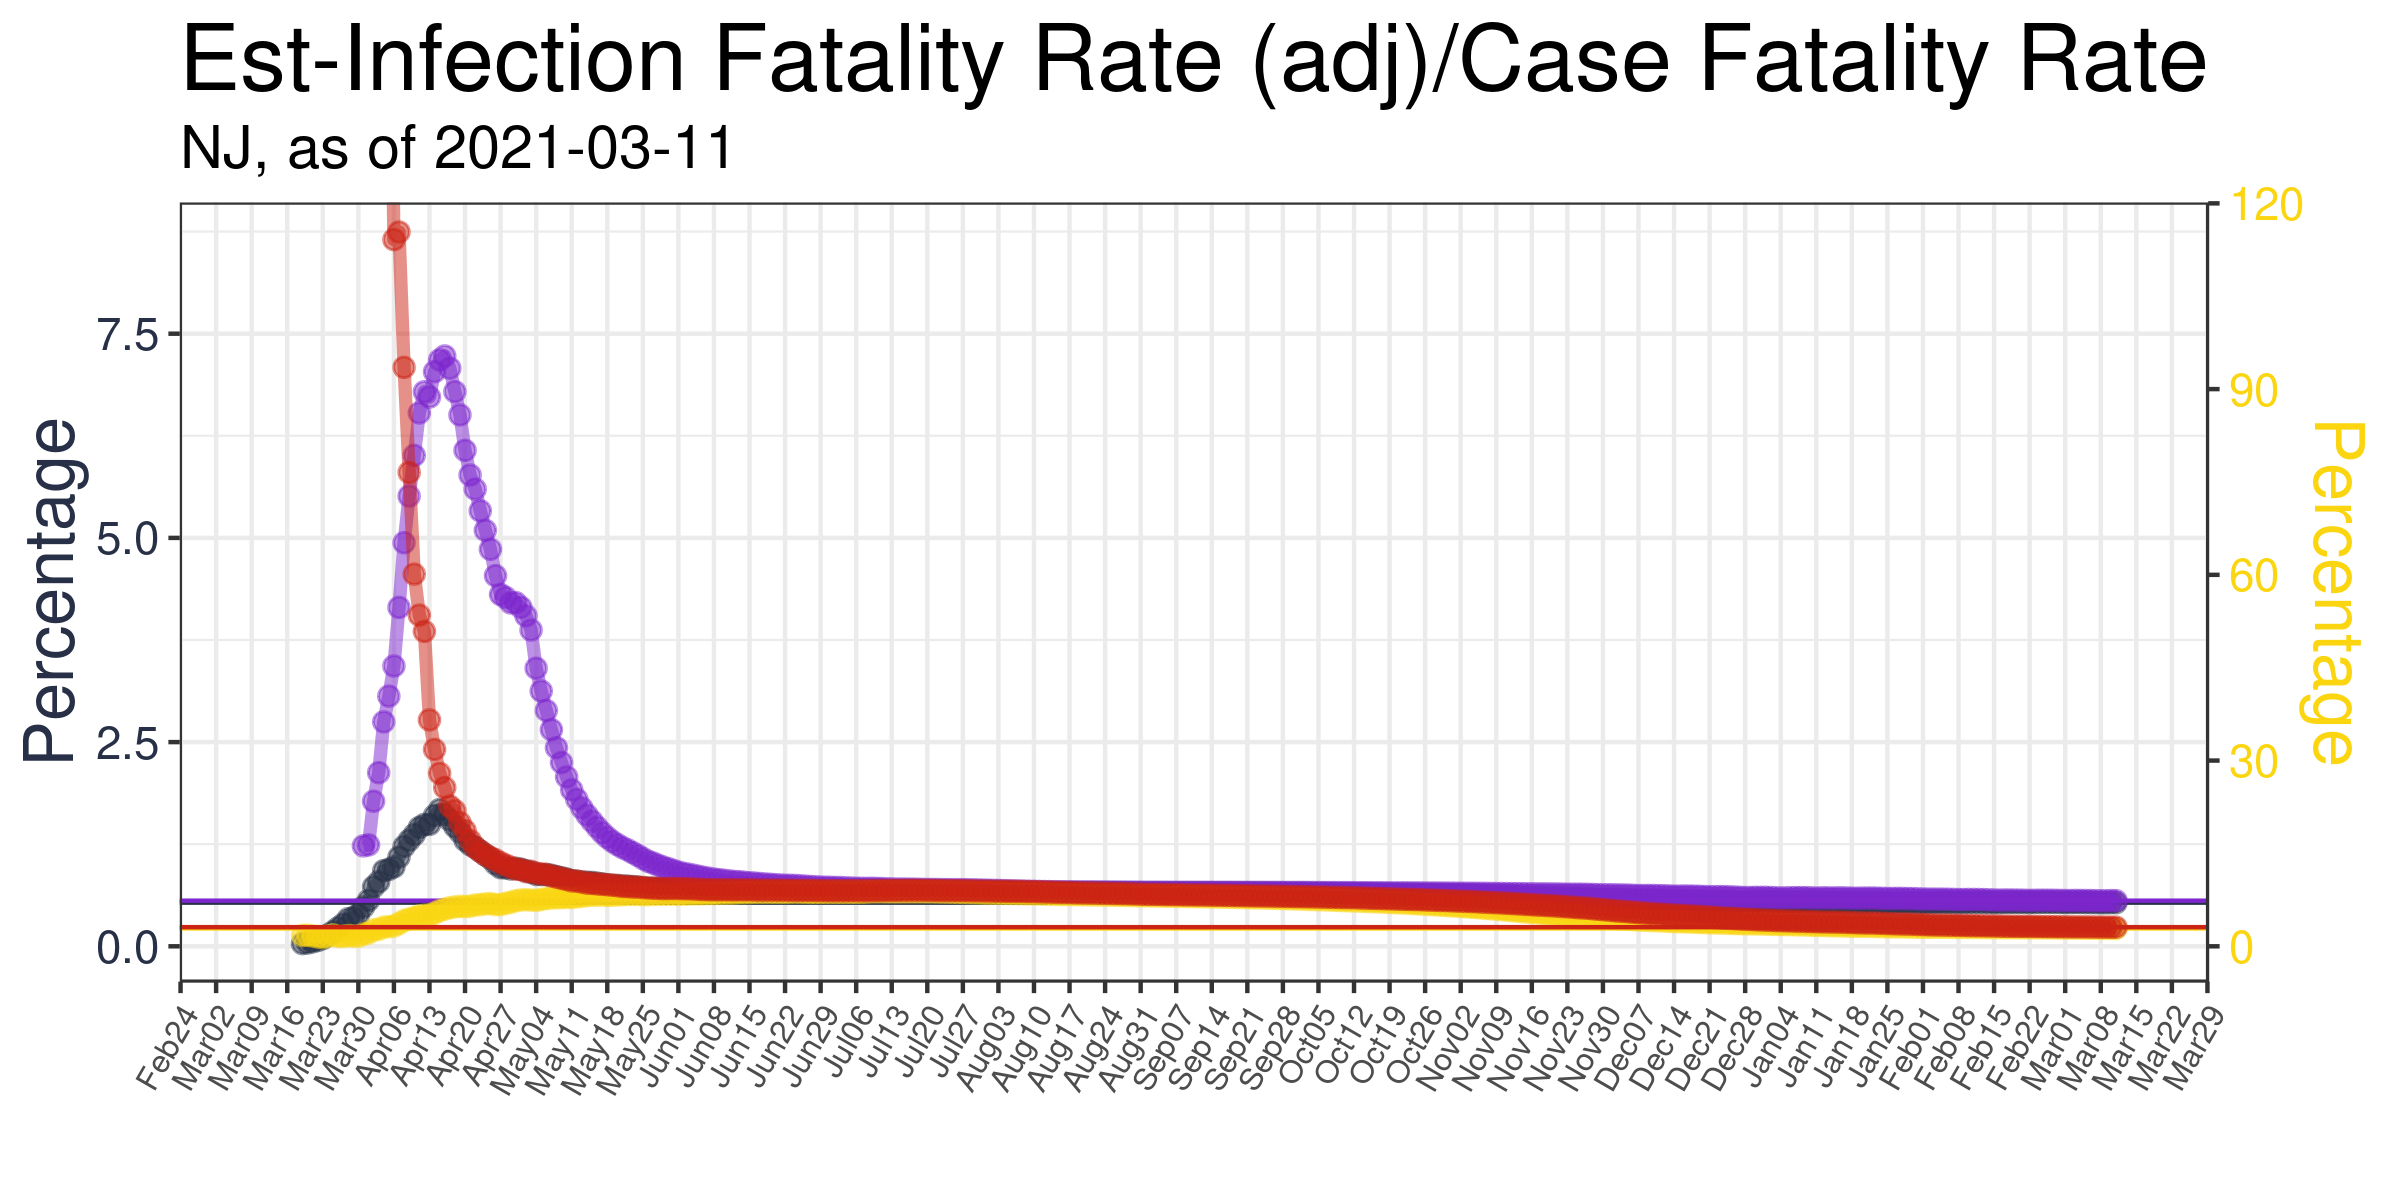 Est-Infection Fatality Rate (adj)/Case Fatality Rate
NJ, as of 2021-03-11
Percentage
7.5
5.0
2.5
0.0
120
90
60
30
0
Percentage
Feb24
Mar02
Mar09
Mar16
Mar23
Mar30
Apr06
Apr13
Apr20
Apr27
May04
May11
May18
May25
Jun01
Jun08
Jun15
Jun22
Jun29
Jul06
Jul13
Jul20
Jul27
Aug03
Aug10
Aug17
Aug24
Aug31
Sep07
Sep14
Sep21
Sep28
Oct05
Oct12
Oct19
Oct26
Nov02
Nov09
Nov16
Nov23
Nov30
Dec07
Dec14
Dec21
Dec28
Jan04
Jan11
Jan18
Jan25
Feb01
Feb08
Feb15
Feb22
Mar01
Mar08
Mar15
Mar22
Mar29